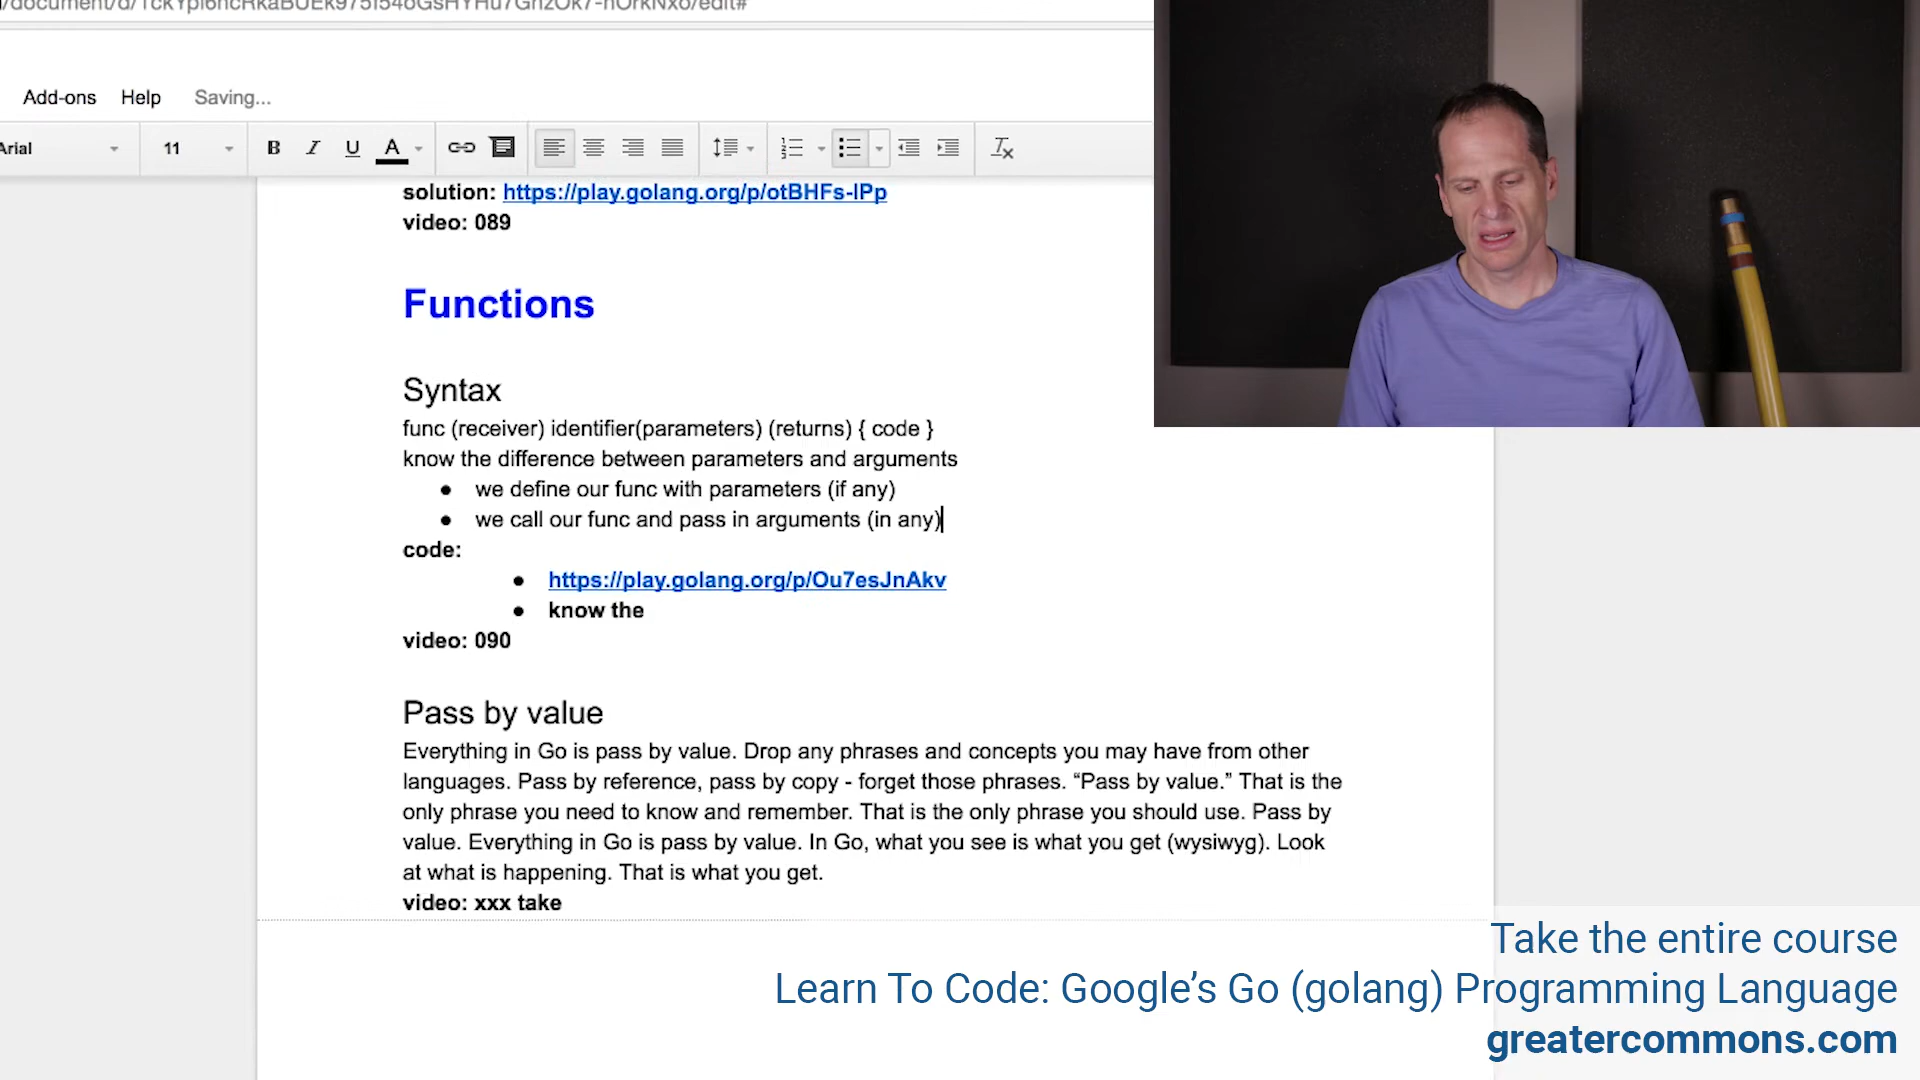 Add-ons Help Saving...
Arial 11 B I U A
solution: https://play.golang.org/p/otBHFs-lPp
video: 089
Functions
Syntax
func (receiver) identifier(parameters) (returns) { code }
know the difference between parameters and arguments
● we define our func with parameters (if any)
● we call our func and pass in arguments (in any)
code:
● https://play.golang.org/p/Ou7esJnAkv
● know the
video: 090
Pass by value
Everything in Go is pass by value. Drop any phrases and concepts you may have from other
languages. Pass by reference, pass by copy - forget those phrases. “Pass by value.” That is the
only phrase you need to know and remember. That is the only phrase you should use. Pass by
value. Everything in Go is pass by value. In Go, what you see is what you get (wysiwyg). Look
at what is happening. That is what you get.
video: xxx take
Take the entire course
Learn To Code: Google’s Go (golang) Programming Language
greatercommons.com